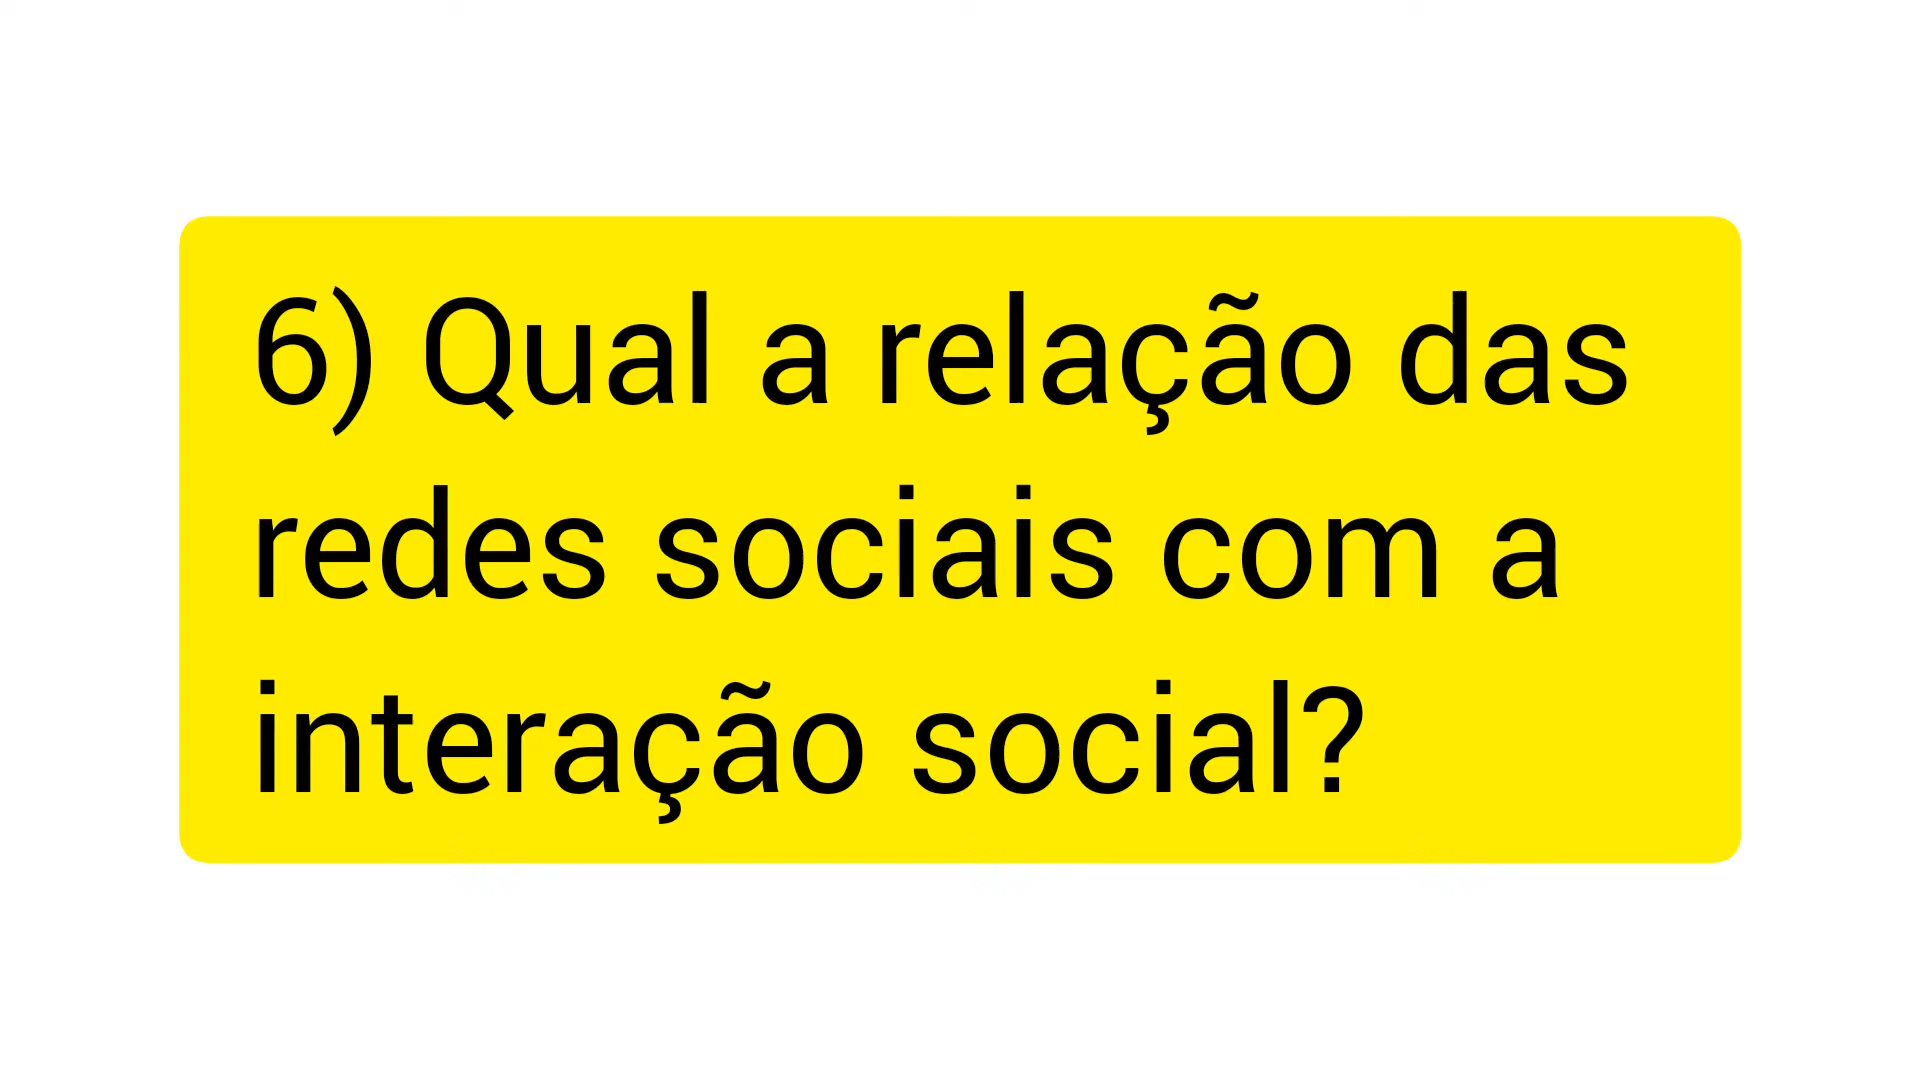 6) Qual a relação das
redes sociais com a
interação social?